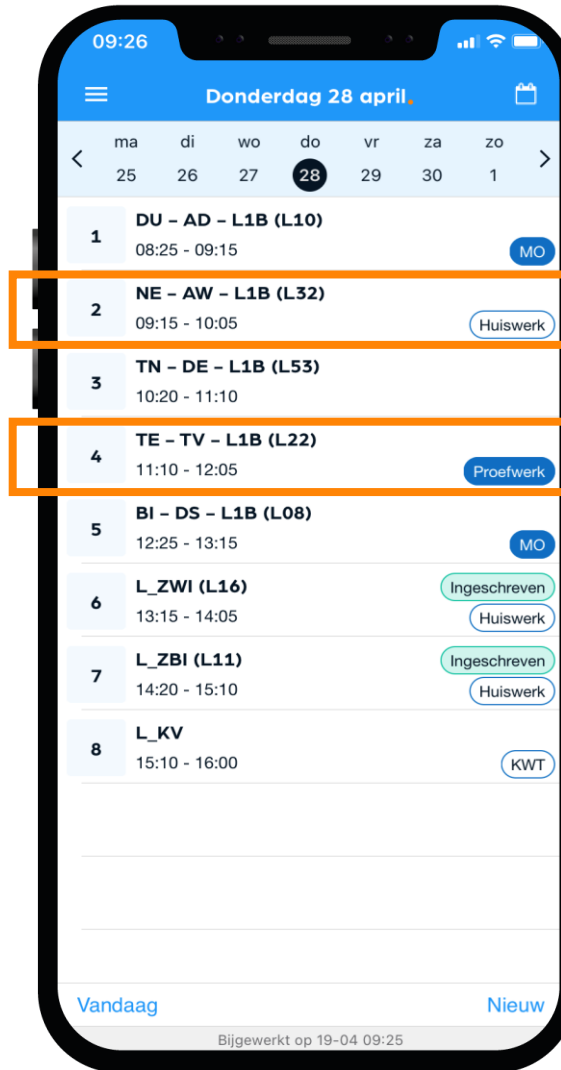 09:26
Donderdag 28 april.
ma di wo do vr za zo
25 26 27 28 29 30 1
1
DU – AD – L1B (L10)
08:25 - 09:15
MO
2
NE – AW – L1B (L32)
09:15 - 10:05
Huiswerk
3
TN – DE – L1B (L53)
10:20 - 11:10
4
TE – TV – L1B (L22)
11:10 - 12:05
Proefwerk
5
BI – DS – L1B (L08)
12:25 - 13:15
MO
6
L_ZWI (L16)
Ingeschreven
13:15 - 14:05
Huiswerk
7
L_ZBI (L11)
Ingeschreven
14:20 - 15:10
Huiswerk
8
L_KV
15:10 - 16:00
KWT
Vandaag Nieuw
Bijgewerkt op 19-04 09:25